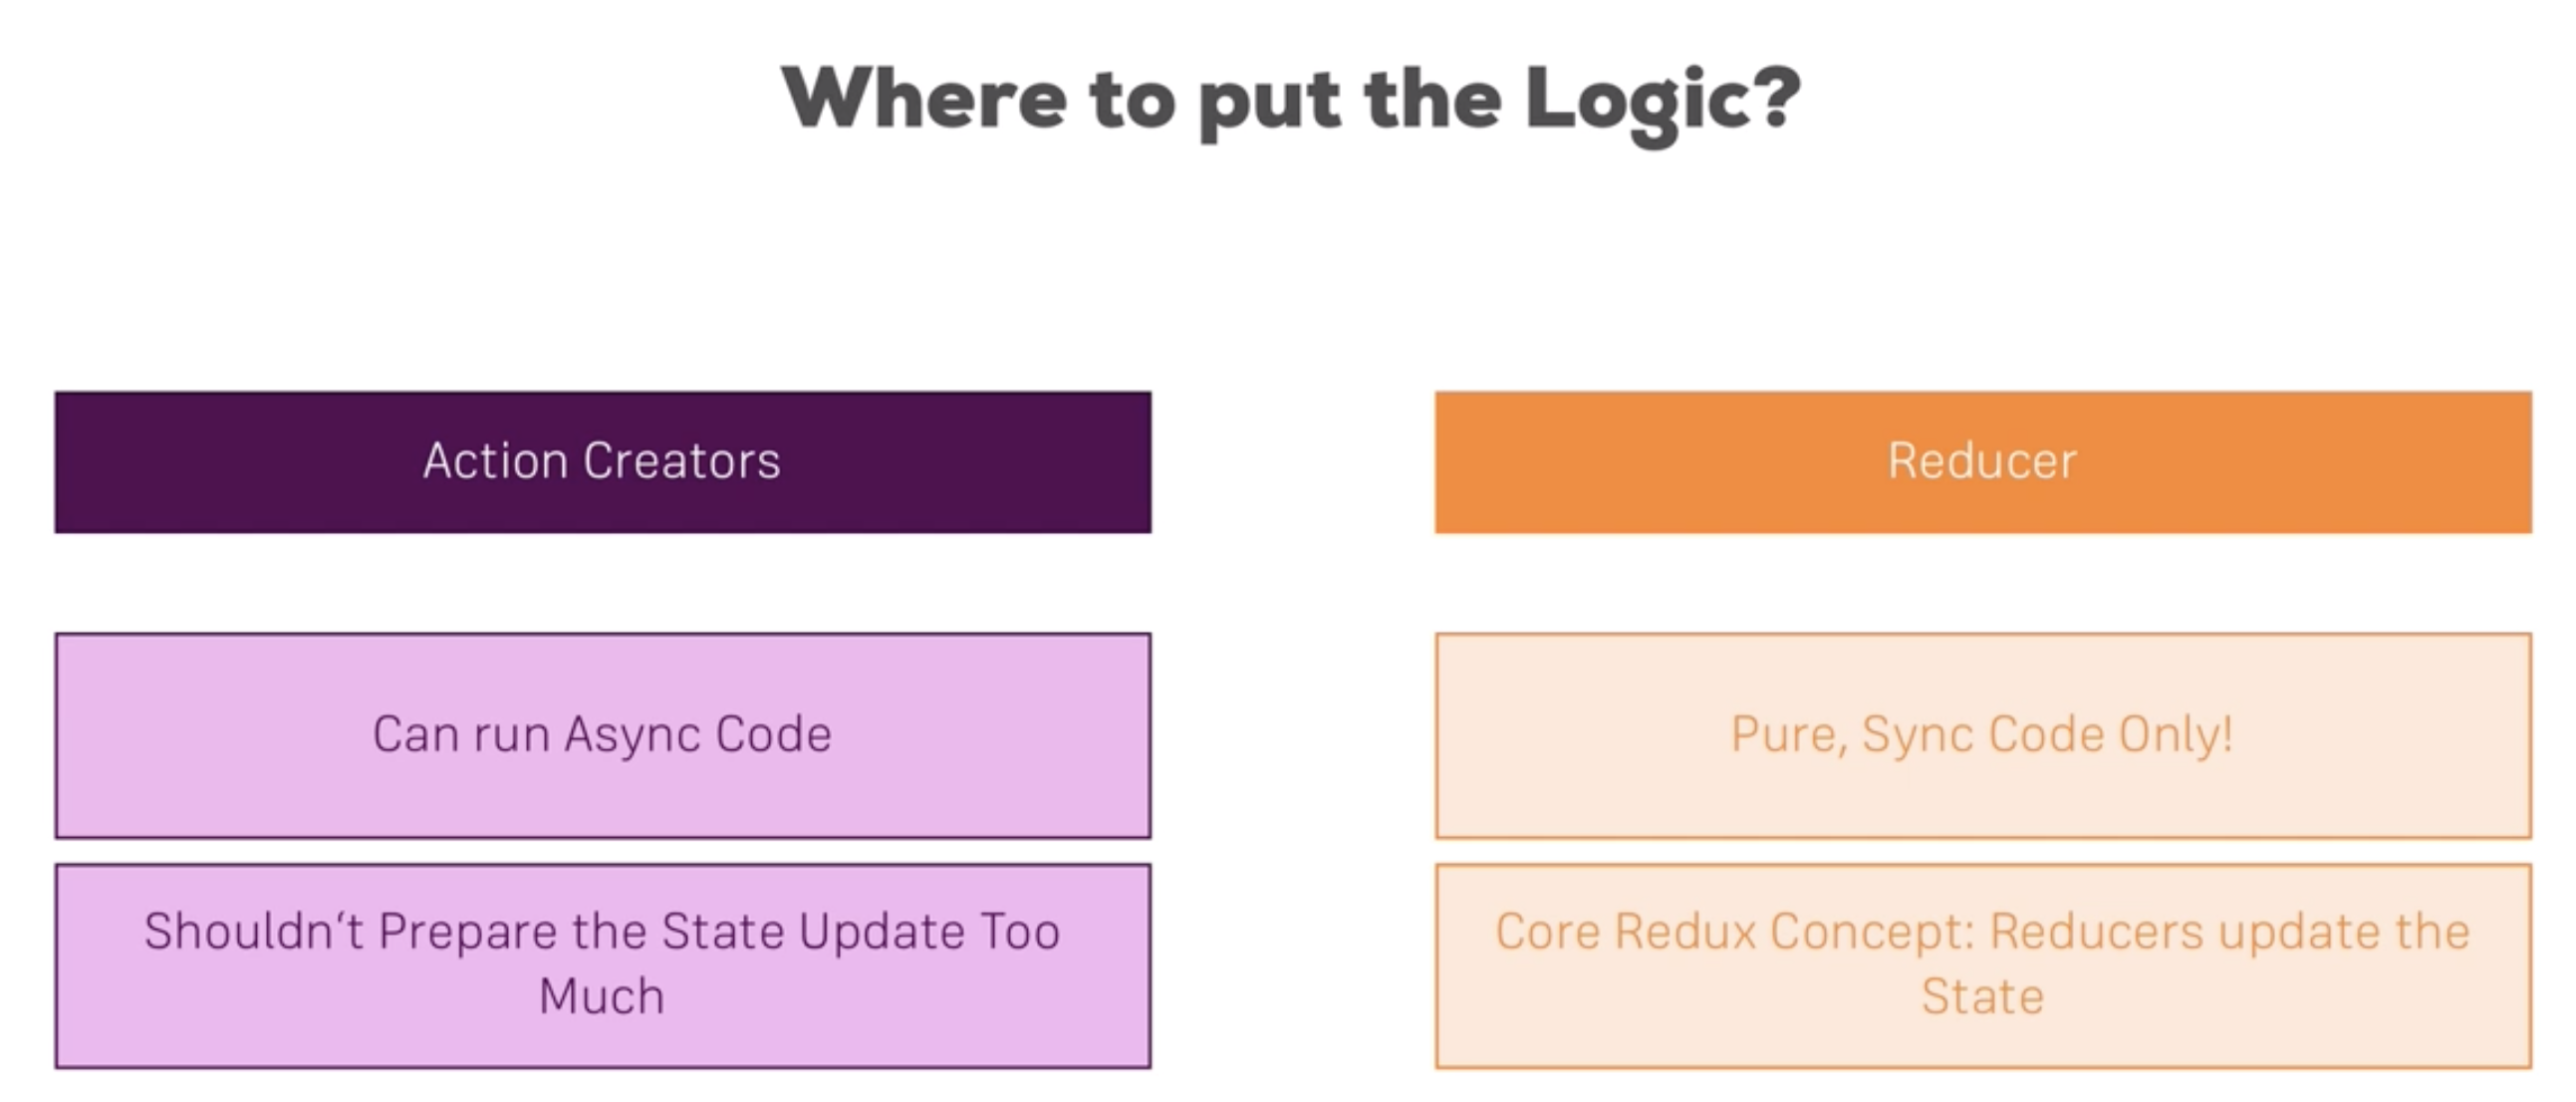 Where to put the Logic?
Action Creators
Reducer
Can run Async Code
Pure, Sync Code Only!
Shouldn‘t Prepare the State Update Too
Much
Core Redux Concept: Reducers update the
State